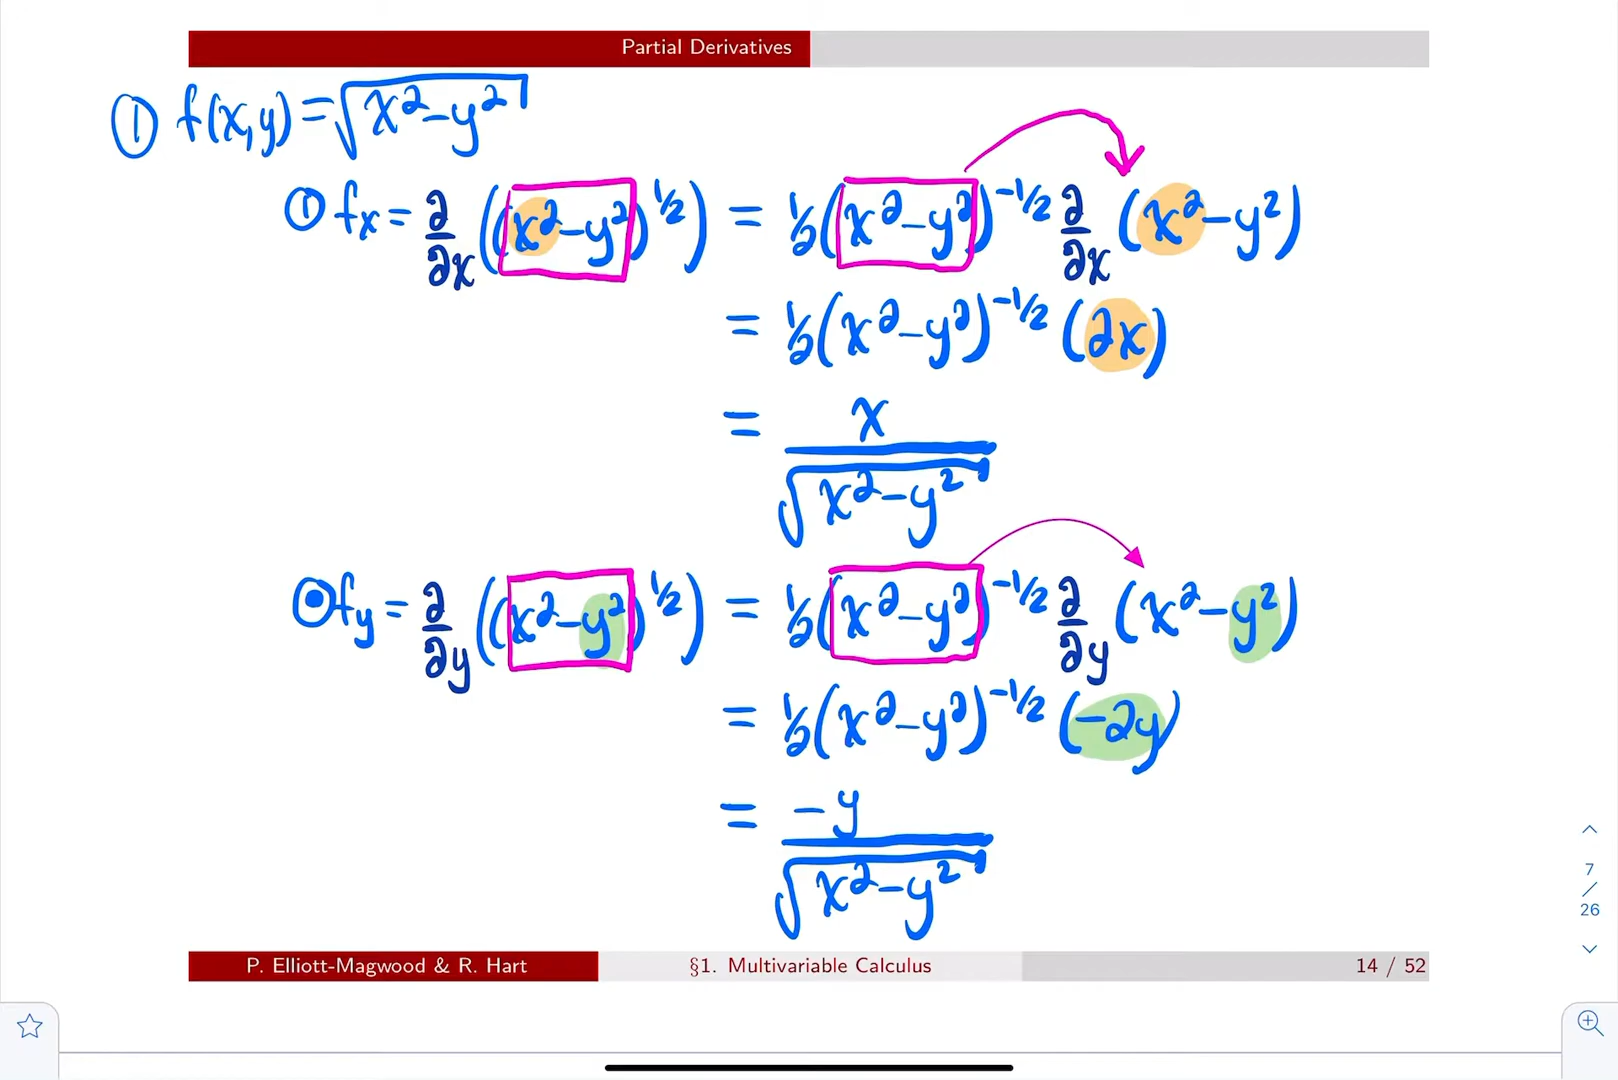 Partial Derivatives
① f(x,y) = √(x² - y²)
① fx = ∂/∂x ((x² - y²)^½) = ½(x² - y²)^-1/2 ∂/∂x (x² - y²)
= ½(x² - y²)^-1/2 (2x)
= x / √(x² - y²)
fy = ∂/∂y ((x² - y²)^½) = ½(x² - y²)^-1/2 ∂/∂y (x² - y²)
= ½(x² - y²)^-1/2 (-2y)
= -y / √(x² - y²)
7
/
26
P. Elliott-Magwood & R. Hart
§1. Multivariable Calculus
14 / 52